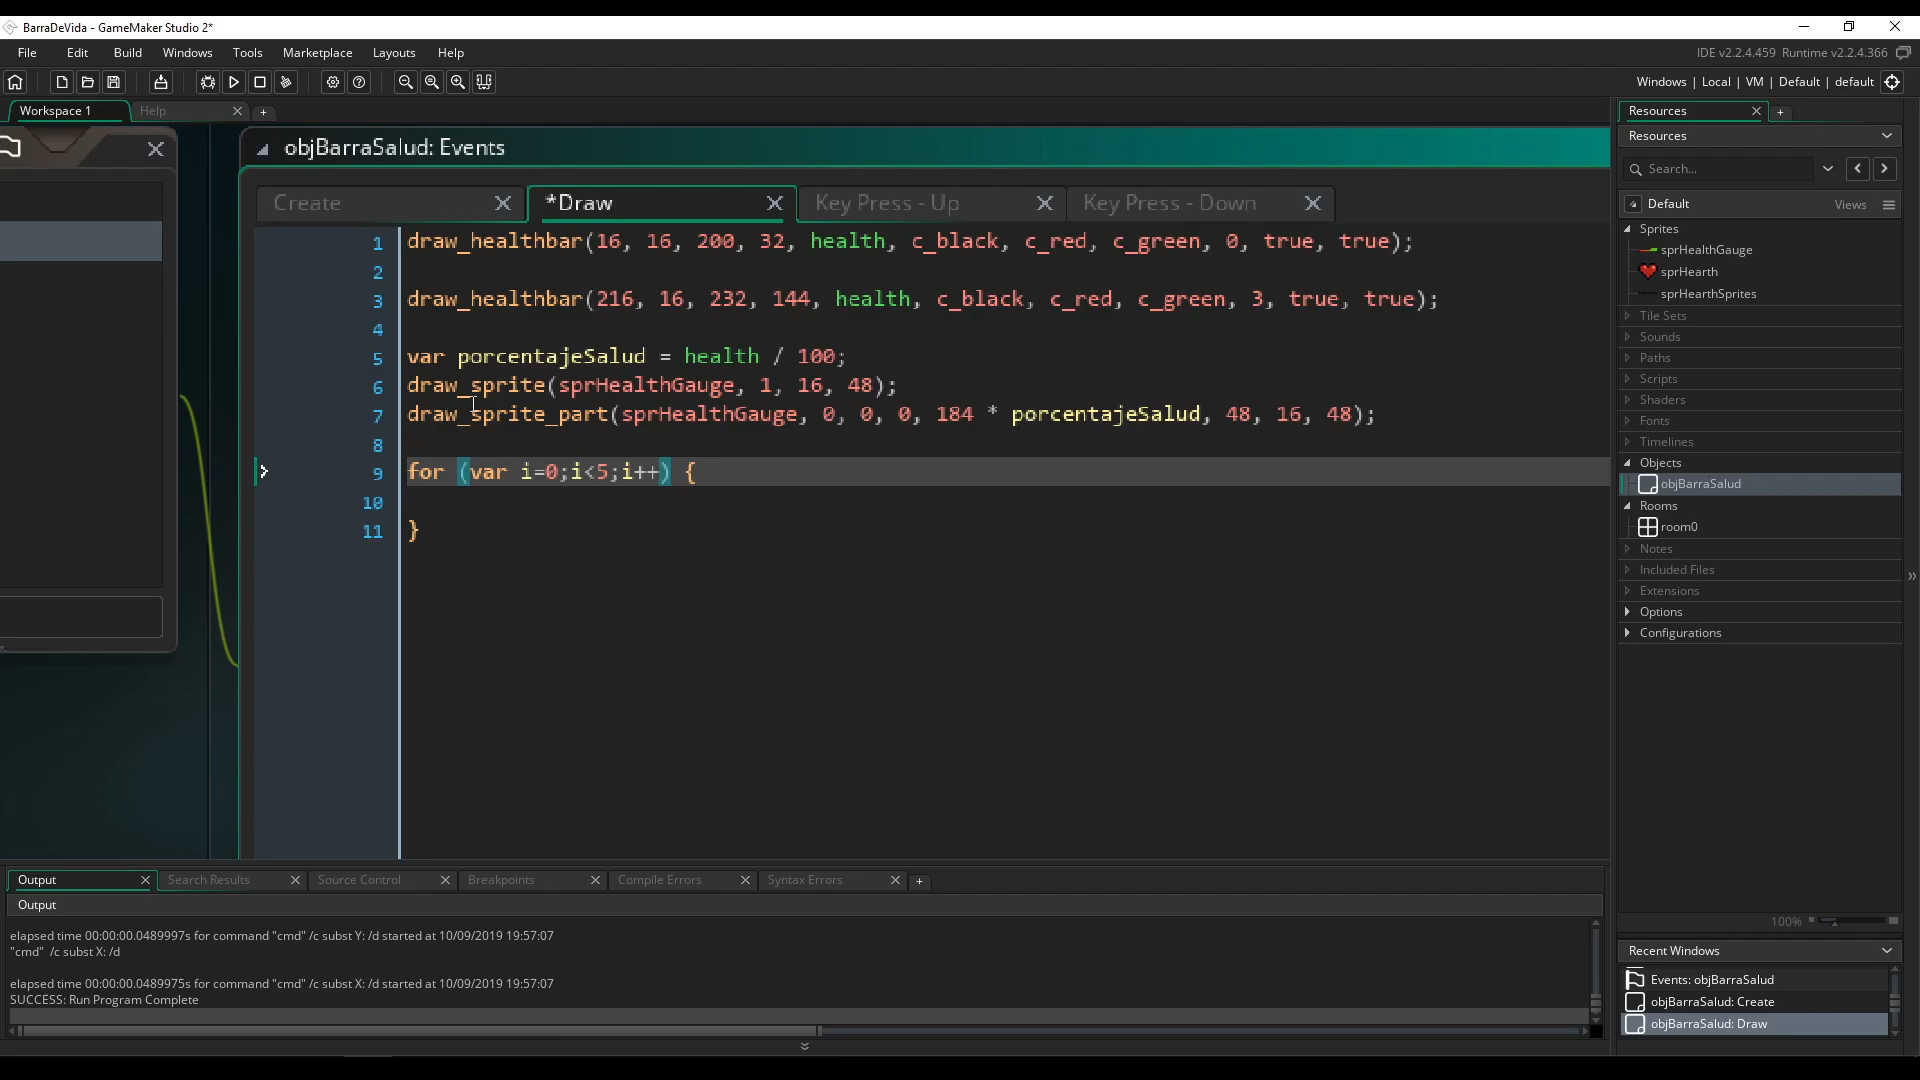 BarraDeVida - GameMaker Studio 2*
File Edit Build Windows Tools Marketplace Layouts Help
IDE v2.2.4.459 Runtime v2.2.4.366
Windows | Local | VM | Default | default
Workspace 1
Help
objBarraSalud: Events
Create
*Draw
Key Press - Up
Key Press - Down
1 draw_healthbar(16, 16, 200, 32, health, c_black, c_red, c_green, 0, true, true);
2
3 draw_healthbar(216, 16, 232, 144, health, c_black, c_red, c_green, 3, true, true);
4
5 var porcentajeSalud = health / 100;
6 draw_sprite(sprHealthGauge, 1, 16, 48);
7 draw_sprite_part(sprHealthGauge, 0, 0, 0, 184 * porcentajeSalud, 48, 16, 48);
8
9 for (var i=0;i<5;i++) {
10
11 }
Resources
Resources
Search...
Default
Views
Sprites
sprHealthGauge
sprHearth
sprHearthSprites
Tile Sets
Sounds
Paths
Scripts
Shaders
Fonts
Timelines
Objects
objBarraSalud
Rooms
room0
Notes
Included Files
Extensions
Options
Configurations
100%
Recent Windows
Events: objBarraSalud
objBarraSalud: Create
objBarraSalud: Draw
Output
Search Results
Source Control
Breakpoints
Compile Errors
Syntax Errors
Output
elapsed time 00:00:00.0489997s for command "cmd" /c subst Y: /d started at 10/09/2019 19:57:07
"cmd" /c subst X: /d
elapsed time 00:00:00.0489975s for command "cmd" /c subst X: /d started at 10/09/2019 19:57:07
SUCCESS: Run Program Complete